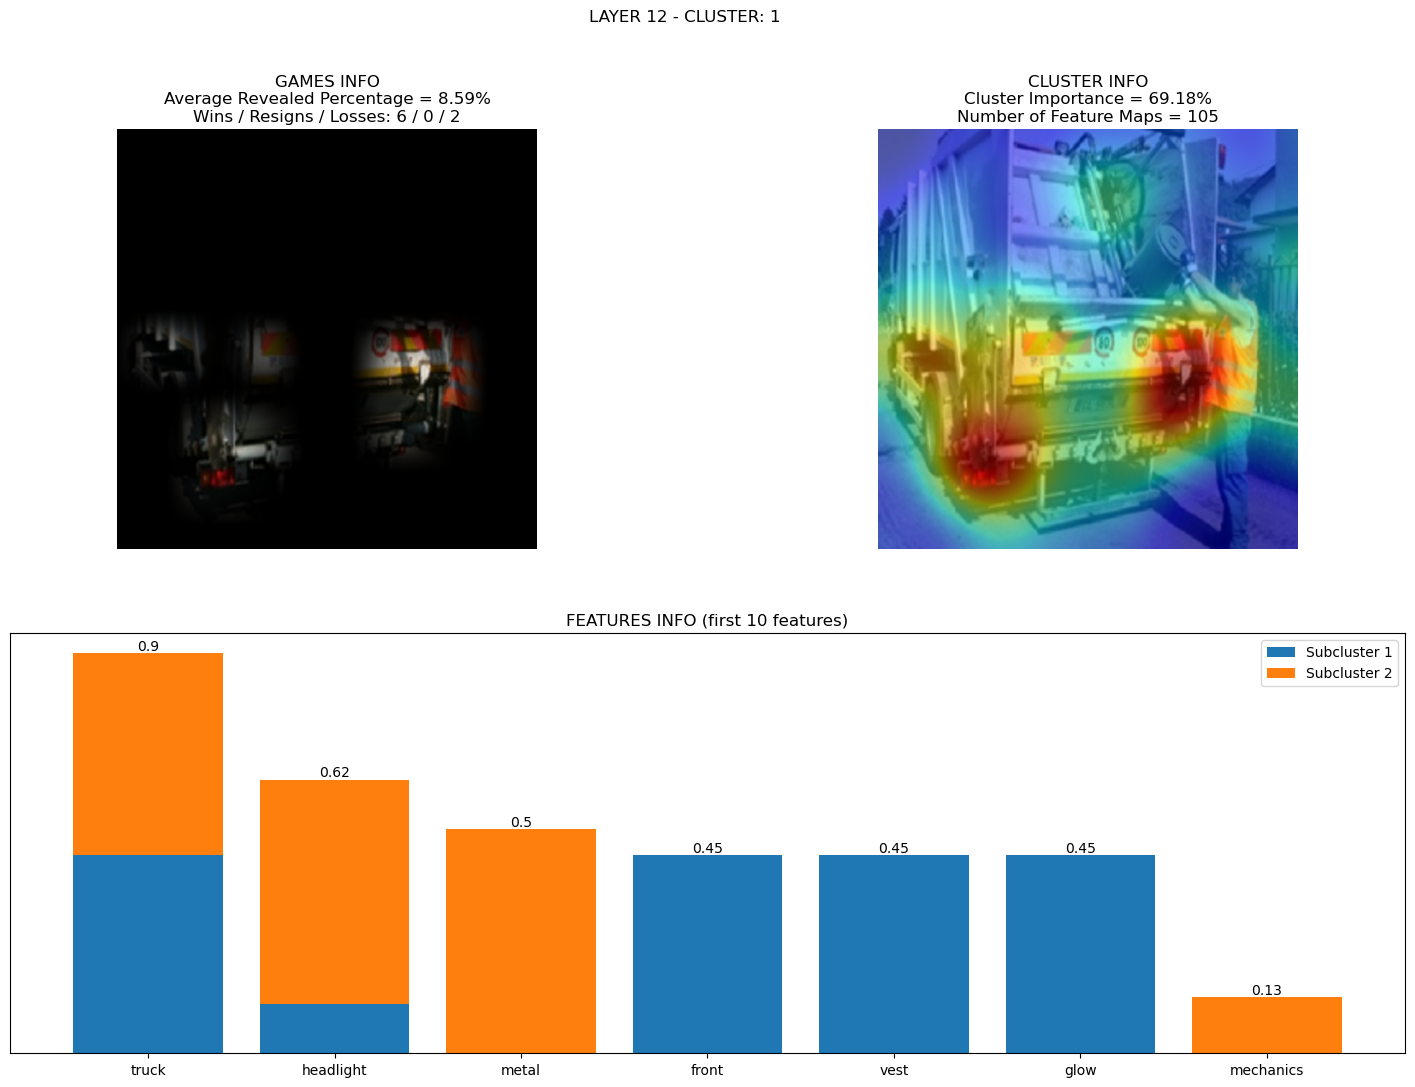 LAYER 12 - CLUSTER: 1
GAMES INFO
Average Revealed Percentage = 8.59%
Wins / Resigns / Losses: 6 / 0 / 2
CLUSTER INFO
Cluster Importance = 69.18%
Number of Feature Maps = 105
FEATURES INFO (first 10 features)
Subcluster 1
Subcluster 2
0.9
0.62
0.5
0.45
0.45
0.45
0.13
truck
headlight
metal
front
vest
glow
mechanics